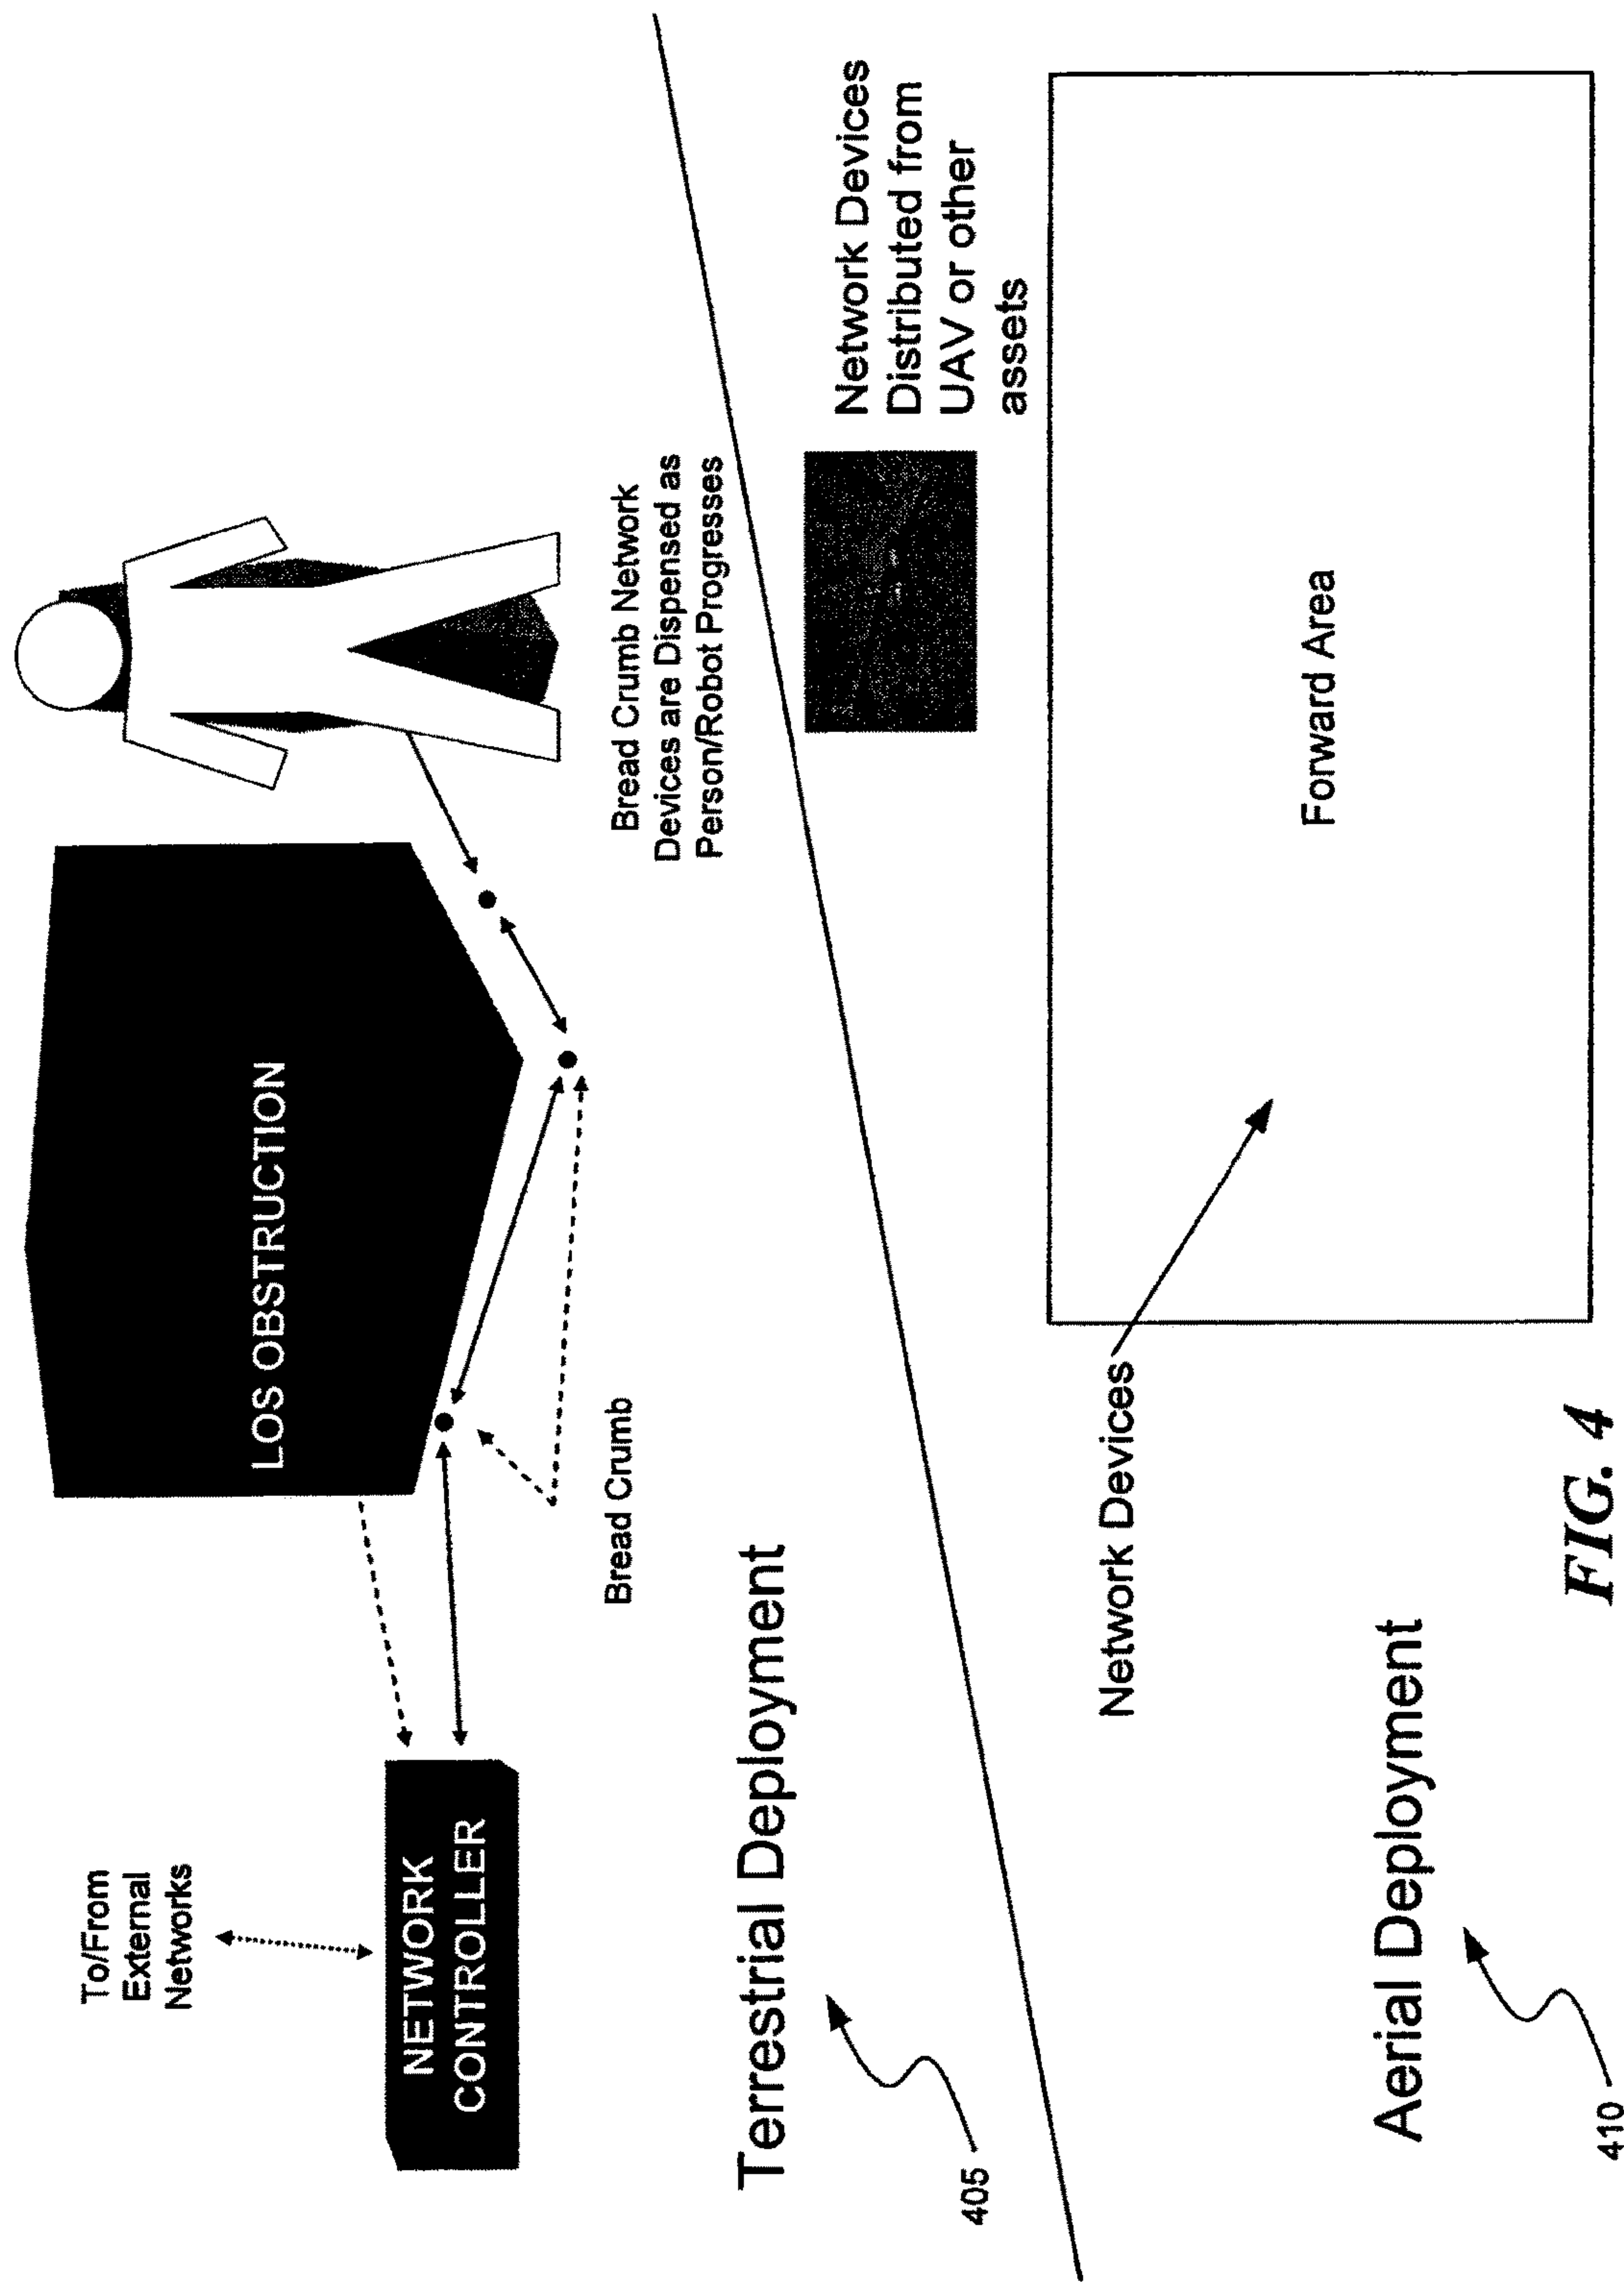 To/From
External
Networks
NETWORK
CONTROLLER
LOS OBSTRUCTION
Bread Crumb
Bread Crumb Network
Devices are Dispensed as
Person/Robot Progresses
Terrestrial Deployment
405
Network Devices
Distributed from
UAV or other
assets
Network Devices
Forward Area
Aerial Deployment
410
FIG. 4